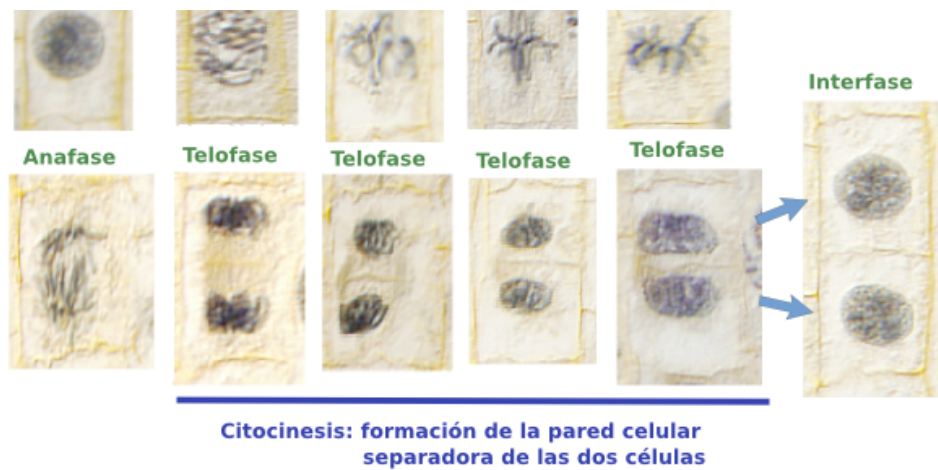 Interfase
Anafase
Telofase
Telofase
Telofase
Telofase
Citocinesis: formación de la pared celular
separadora de las dos células